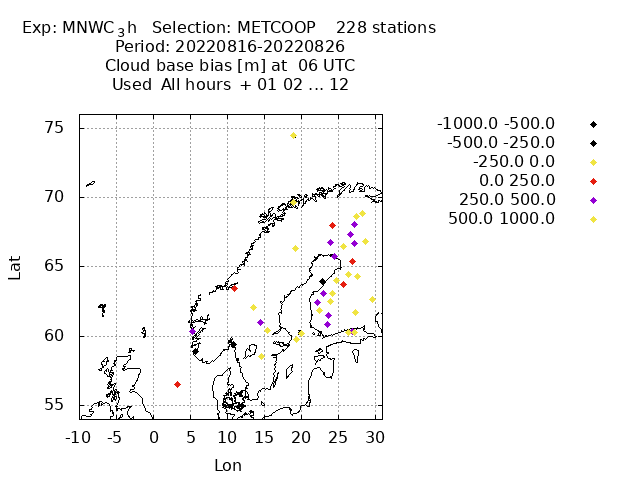 Exp: MNWC_3h Selection: METCOOP 228 stations
Period: 20220816-20220826
Cloud base bias [m] at 06 UTC
Used All hours + 01 02 ... 12
-1000.0 -500.0
-500.0 -250.0
-250.0 0.0
0.0 250.0
250.0 500.0
500.0 1000.0
75
70
65
60
55
Lat
-10 -5 0 5 10 15 20 25 30
Lon